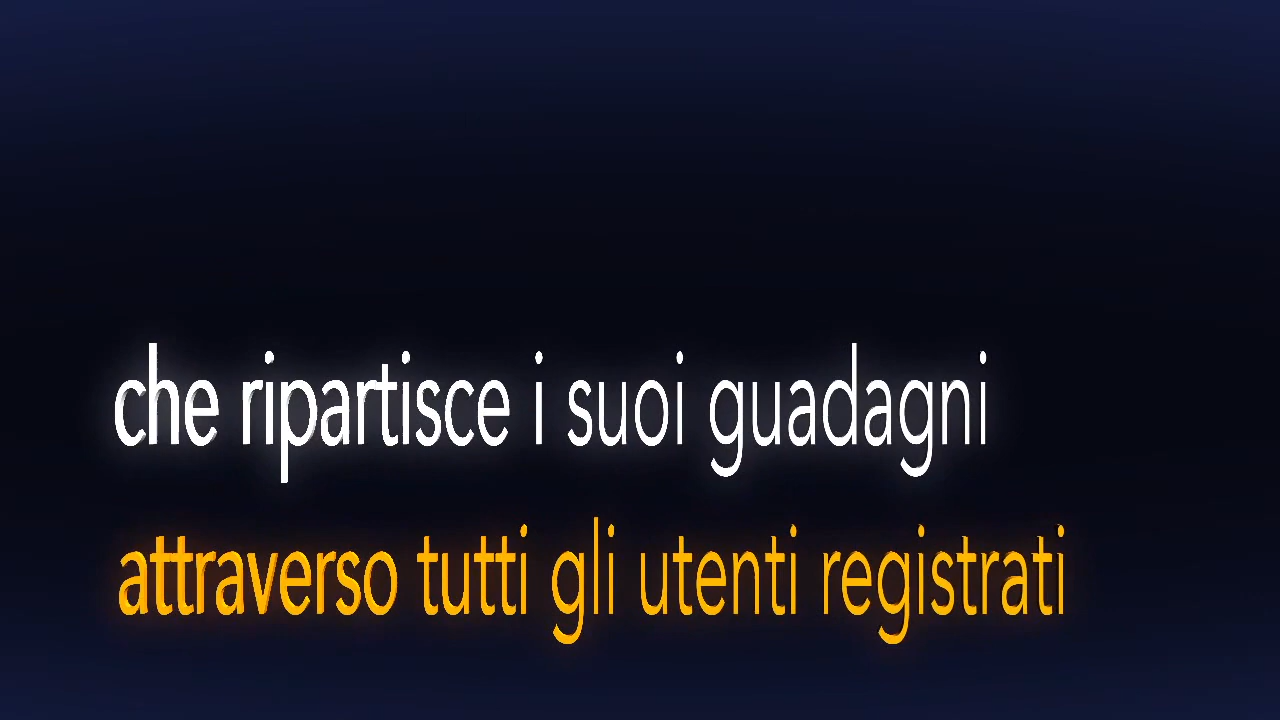 che ripartisce i suoi guadagni
attraverso tutti gli utenti registrati